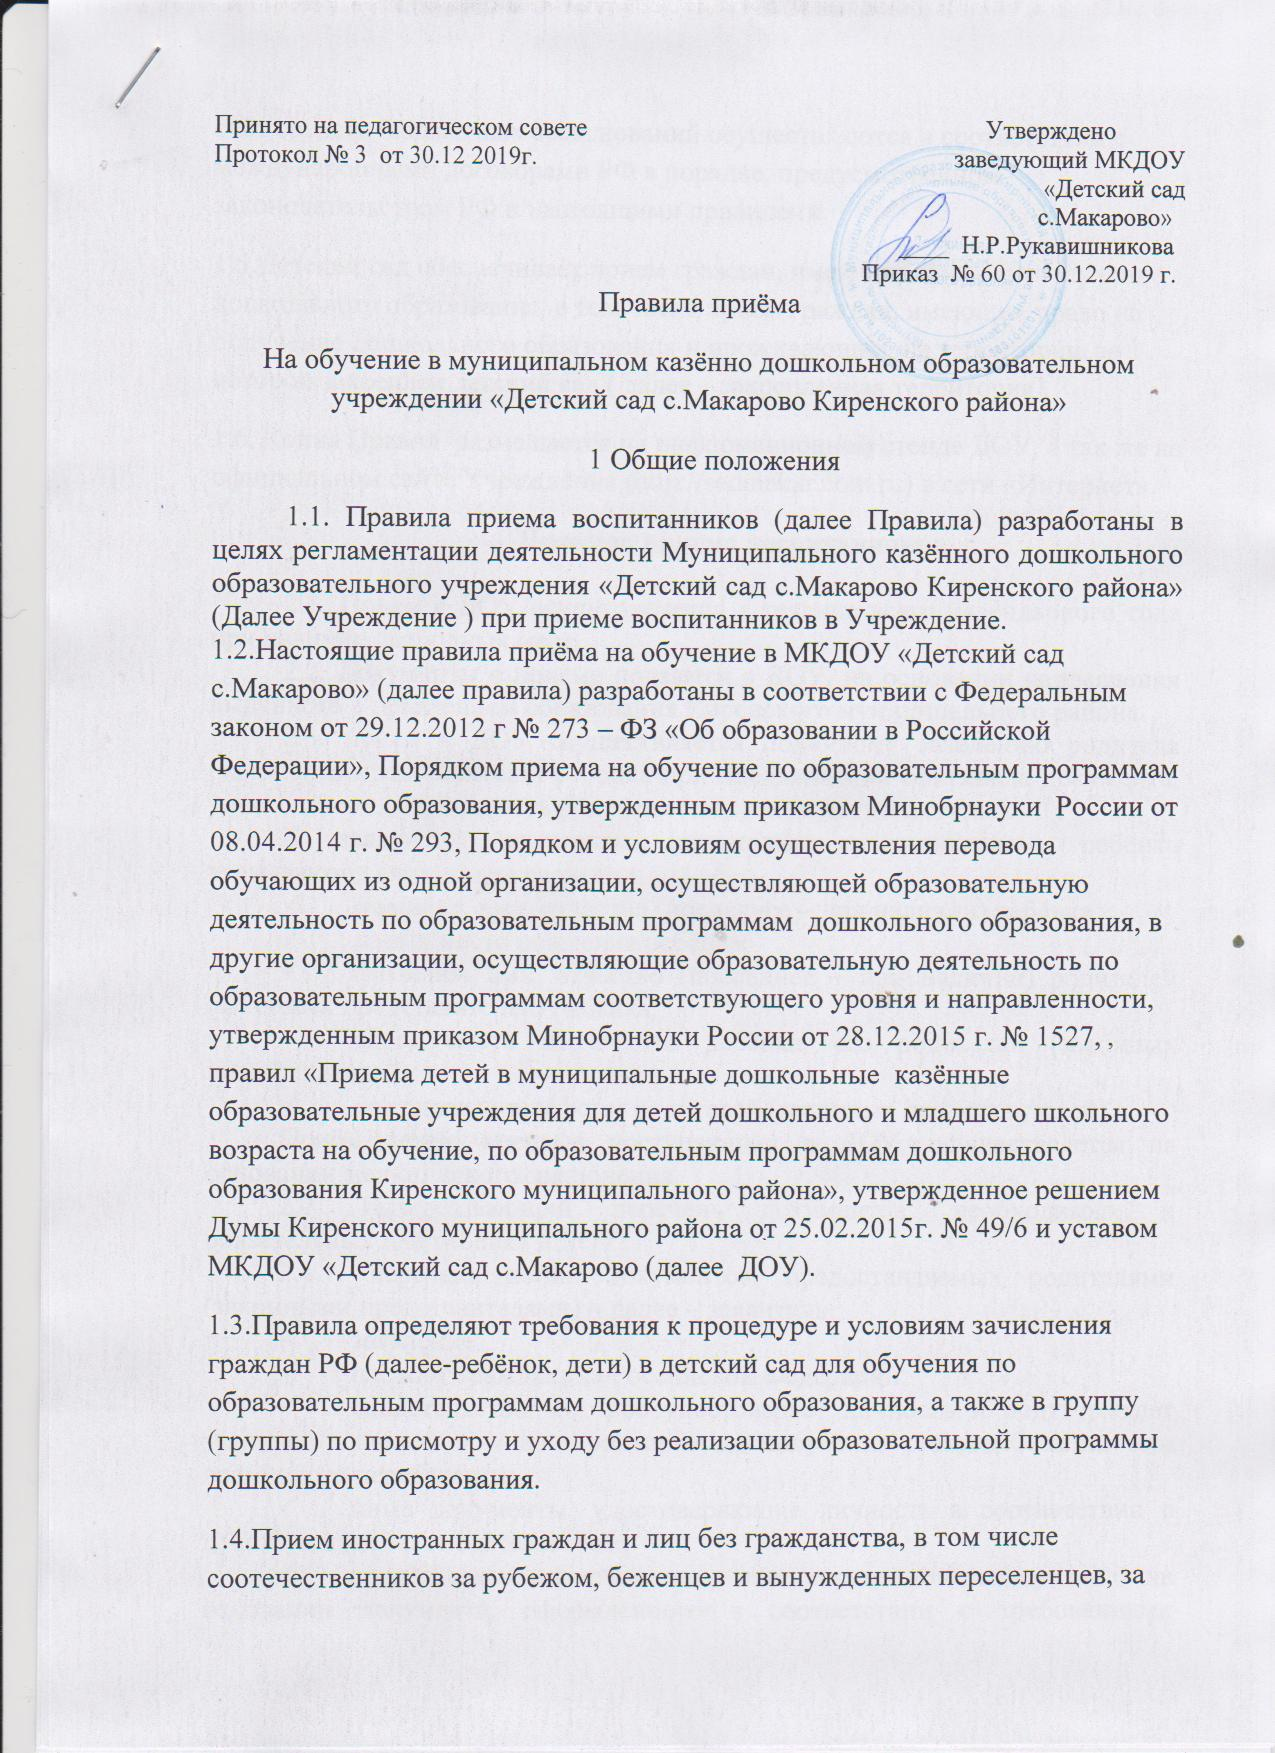 Принято на педагогическом совете
Протокол № 3  от 30.12 2019г.
Утверждено
заведующий МКДОУ
«Детский сад
с.Макарово»
____ Н.Р.Рукавишникова
Приказ  № 60 от 30.12.2019 г.
Правила приёма
На обучение в муниципальном казённо дошкольном образовательном
учреждении «Детский сад с.Макарово Киренского района»
1 Общие положения
1.1. Правила приема воспитанников (далее Правила) разработаны в
целях регламентации деятельности Муниципального казённого дошкольного
образовательного учреждения «Детский сад с.Макарово Киренского района»
(Далее Учреждение ) при приеме воспитанников в Учреждение.
1.2.Настоящие правила приёма на обучение в МКДОУ «Детский сад
с.Макарово» (далее правила) разработаны в соответствии с Федеральным
законом от 29.12.2012 г № 273 – ФЗ «Об образовании в Российской
Федерации», Порядком приема на обучение по образовательным программам
дошкольного образования, утвержденным приказом Минобрнауки  России от
08.04.2014 г. № 293, Порядком и условиям осуществления перевода
обучающих из одной организации, осуществляющей образовательную
деятельность по образовательным программам  дошкольного образования, в
другие организации, осуществляющие образовательную деятельность по
образовательным программам соответствующего уровня и направленности,
утвержденным приказом Минобрнауки России от 28.12.2015 г. № 1527, ,
правил «Приема детей в муниципальные дошкольные  казённые
образовательные учреждения для детей дошкольного и младшего школьного
возраста на обучение, по образовательным программам дошкольного
образования Киренского муниципального района», утвержденное решением
Думы Киренского муниципального района от 25.02.2015г. № 49/6 и уставом
МКДОУ «Детский сад с.Макарово (далее  ДОУ).
1.3.Правила определяют требования к процедуре и условиям зачисления
граждан РФ (далее-ребёнок, дети) в детский сад для обучения по
образовательным программам дошкольного образования, а также в группу
(группы) по присмотру и уходу без реализации образовательной программы
дошкольного образования.
1.4.Прием иностранных граждан и лиц без гражданства, в том числе
соотечественников за рубежом, беженцев и вынужденных переселенцев, за